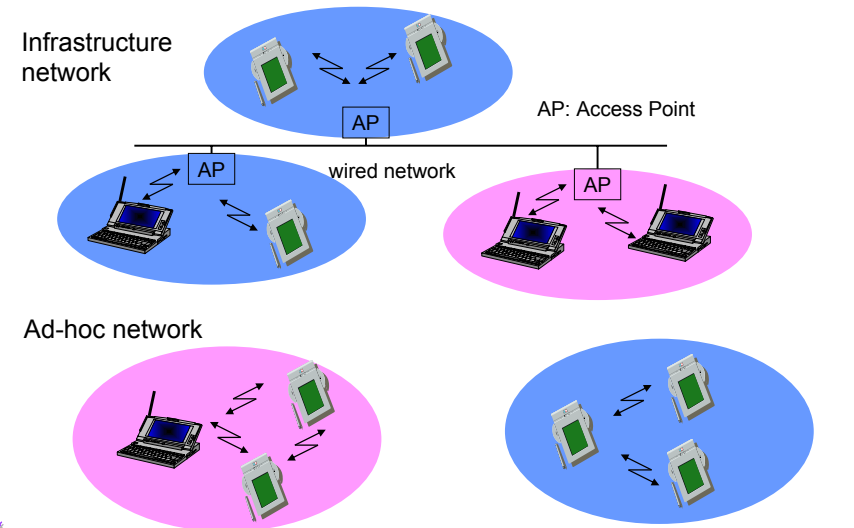 Infrastructure
network
AP: Access Point
AP
wired network
AP
AP
Ad-hoc network